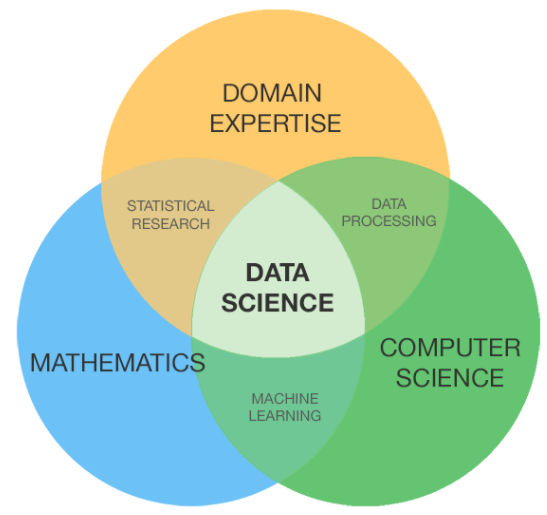 DOMAIN
EXPERTISE
STATISTICAL
RESEARCH
DATA
PROCESSING
DATA
SCIENCE
MATHEMATICS
COMPUTER
SCIENCE
MACHINE
LEARNING